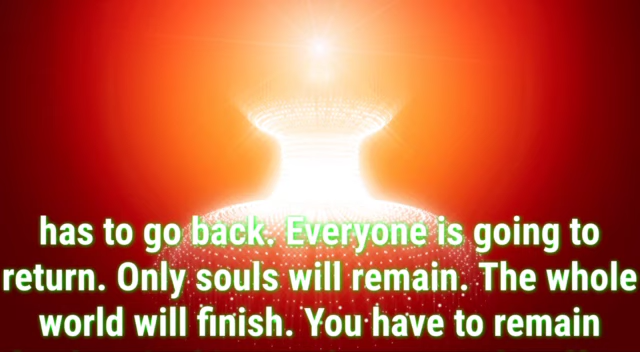 has to go back. Everyone is going to
return. Only souls will remain. The whole
world will finish. You have to remain